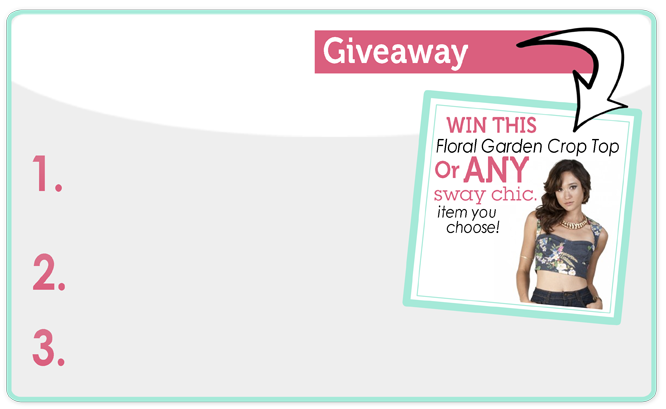 Giveaway
WIN THIS
Floral Garden Crop Top
Or ANY
sway chic.
item you
choose!
1.
2.
3.